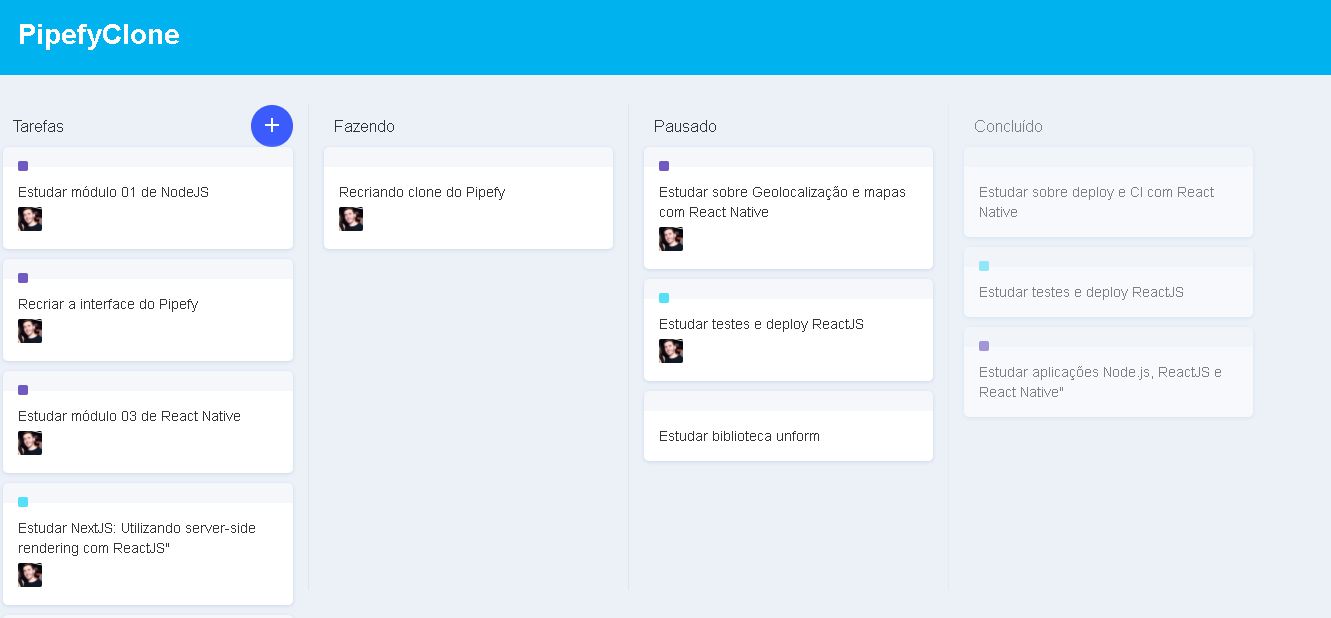 PipefyClone
Tarefas
Estudar módulo 01 de NodeJS
Recriar a interface do Pipefy
Estudar módulo 03 de React Native
Estudar NextJS: Utilizando server-side
rendering com ReactJS"
Fazendo
Recriando clone do Pipefy
Pausado
Estudar sobre Geolocalização e mapas
com React Native
Estudar testes e deploy ReactJS
Estudar biblioteca unform
Concluído
Estudar sobre deploy e CI com React
Native
Estudar testes e deploy ReactJS
Estudar aplicações Node.js, ReactJS e
React Native"